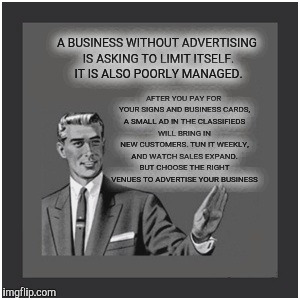 A BUSINESS WITHOUT ADVERTISING
IS ASKING TO LIMIT ITSELF.
IT IS ALSO POORLY MANAGED.
AFTER YOU PAY FOR
YOUR SIGNS AND BUSINESS CARDS,
A SMALL AD IN THE CLASSIFIEDS
WILL BRING IN
NEW CUSTOMERS. TUN IT WEEKLY,
AND WATCH SALES EXPAND.
BUT CHOOSE THE RIGHT
VENUES TO ADVERTISE YOUR BUSINESS
imgflip.com